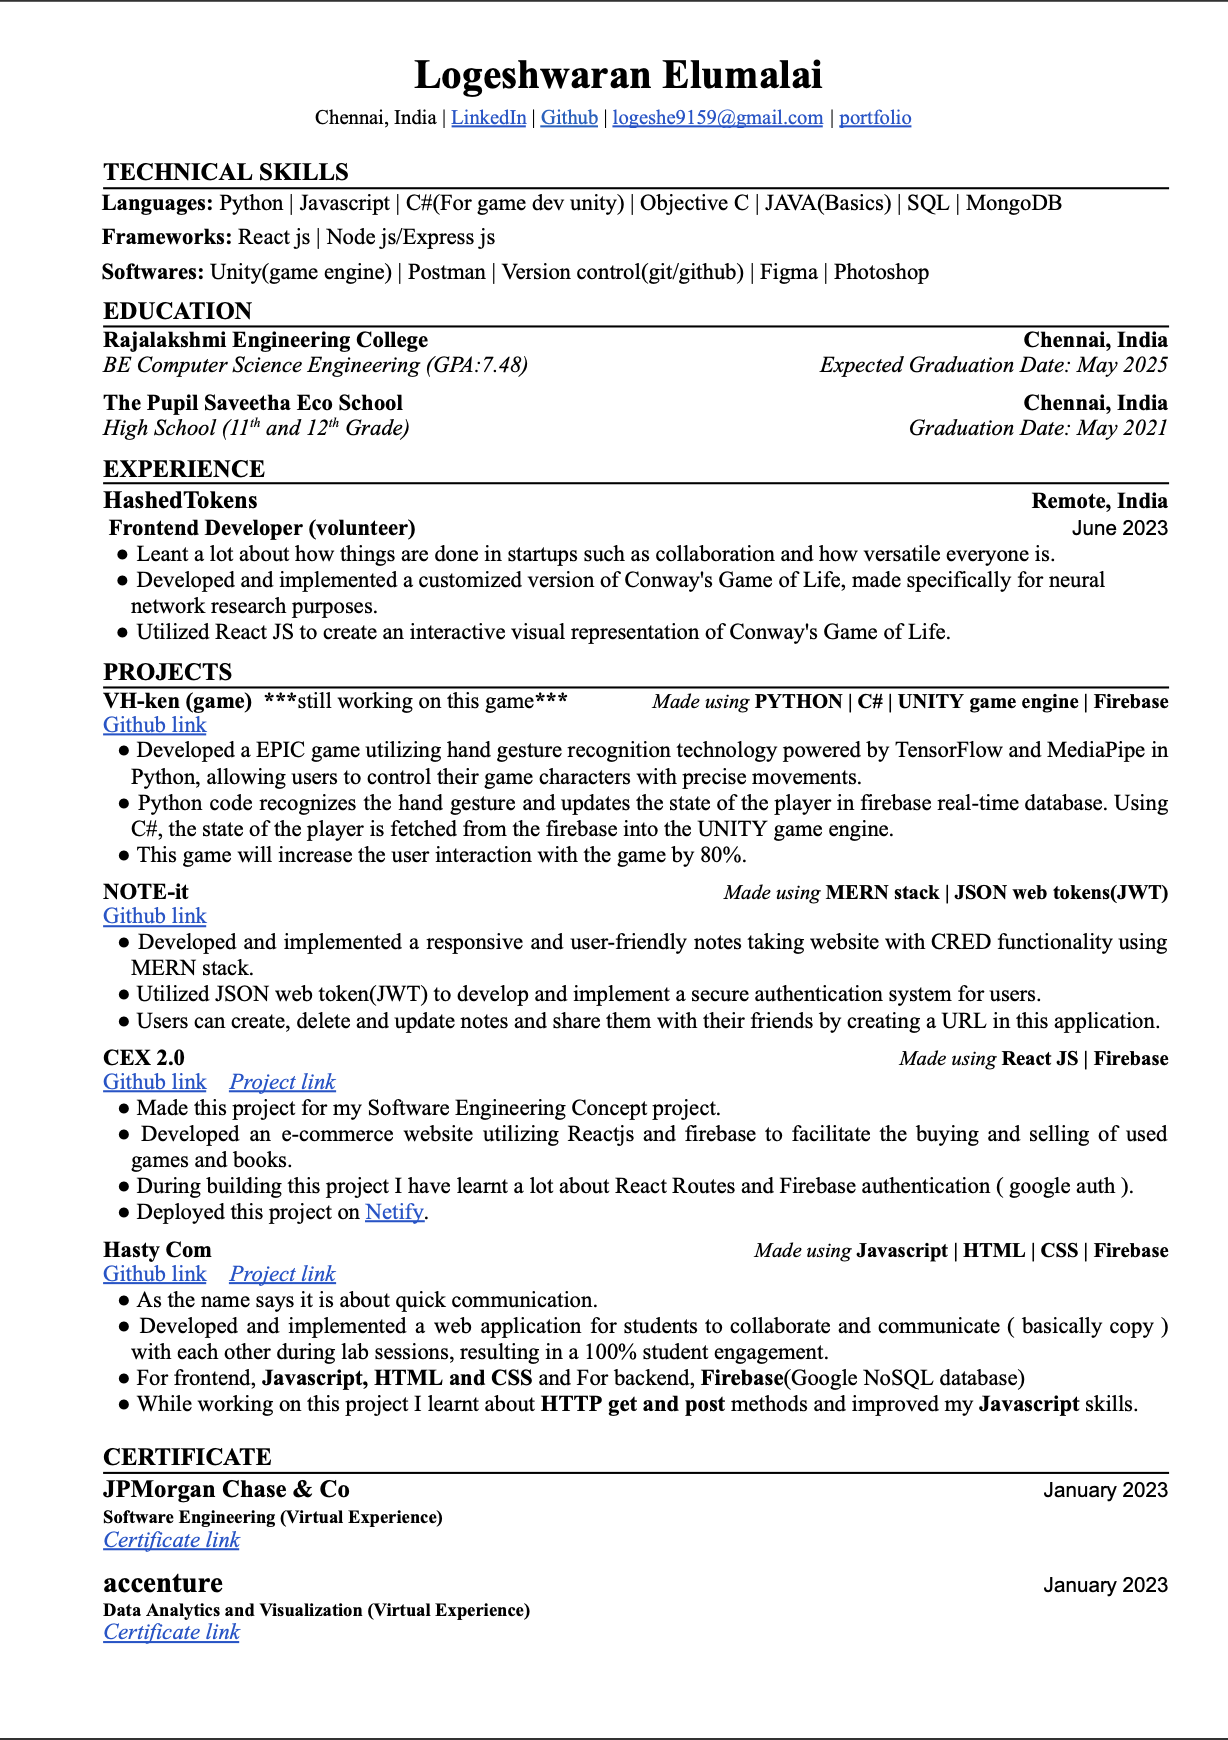 Logeshwaran Elumalai
Chennai, India | LinkedIn | Github | logeshe9159@gmail.com | portfolio
TECHNICAL SKILLS
Languages: Python | Javascript | C#(For game dev unity) | Objective C | JAVA(Basics) | SQL | MongoDB
Frameworks: React js | Node js/Express js
Softwares: Unity(game engine) | Postman | Version control(git/github) | Figma | Photoshop
EDUCATION
Rajalakshmi Engineering College Chennai, India
BE Computer Science Engineering (GPA:7.48) Expected Graduation Date: May 2025
The Pupil Saveetha Eco School Chennai, India
High School (11th and 12th Grade) Graduation Date: May 2021
EXPERIENCE
HashedTokens Remote, India
Frontend Developer (volunteer) June 2023
● Leant a lot about how things are done in startups such as collaboration and how versatile everyone is.
● Developed and implemented a customized version of Conway's Game of Life, made specifically for neural
network research purposes.
● Utilized React JS to create an interactive visual representation of Conway's Game of Life.
PROJECTS
VH-ken (game) ***still working on this game*** Made using PYTHON | C# | UNITY game engine | Firebase
Github link
● Developed a EPIC game utilizing hand gesture recognition technology powered by TensorFlow and MediaPipe in
Python, allowing users to control their game characters with precise movements.
● Python code recognizes the hand gesture and updates the state of the player in firebase real-time database. Using
C#, the state of the player is fetched from the firebase into the UNITY game engine.
● This game will increase the user interaction with the game by 80%.
NOTE-it Made using MERN stack | JSON web tokens(JWT)
Github link
● Developed and implemented a responsive and user-friendly notes taking website with CRED functionality using
MERN stack.
● Utilized JSON web token(JWT) to develop and implement a secure authentication system for users.
● Users can create, delete and update notes and share them with their friends by creating a URL in this application.
CEX 2.0 Made using React JS | Firebase
Github link Project link
● Made this project for my Software Engineering Concept project.
● Developed an e-commerce website utilizing Reactjs and firebase to facilitate the buying and selling of used
games and books.
● During building this project I have learnt a lot about React Routes and Firebase authentication ( google auth ).
● Deployed this project on Netify.
Hasty Com Made using Javascript | HTML | CSS | Firebase
Github link Project link
● As the name says it is about quick communication.
● Developed and implemented a web application for students to collaborate and communicate ( basically copy )
with each other during lab sessions, resulting in a 100% student engagement.
● For frontend, Javascript, HTML and CSS and For backend, Firebase(Google NoSQL database)
● While working on this project I learnt about HTTP get and post methods and improved my Javascript skills.
CERTIFICATE
JPMorgan Chase & Co January 2023
Software Engineering (Virtual Experience)
Certificate link
accenture January 2023
Data Analytics and Visualization (Virtual Experience)
Certificate link